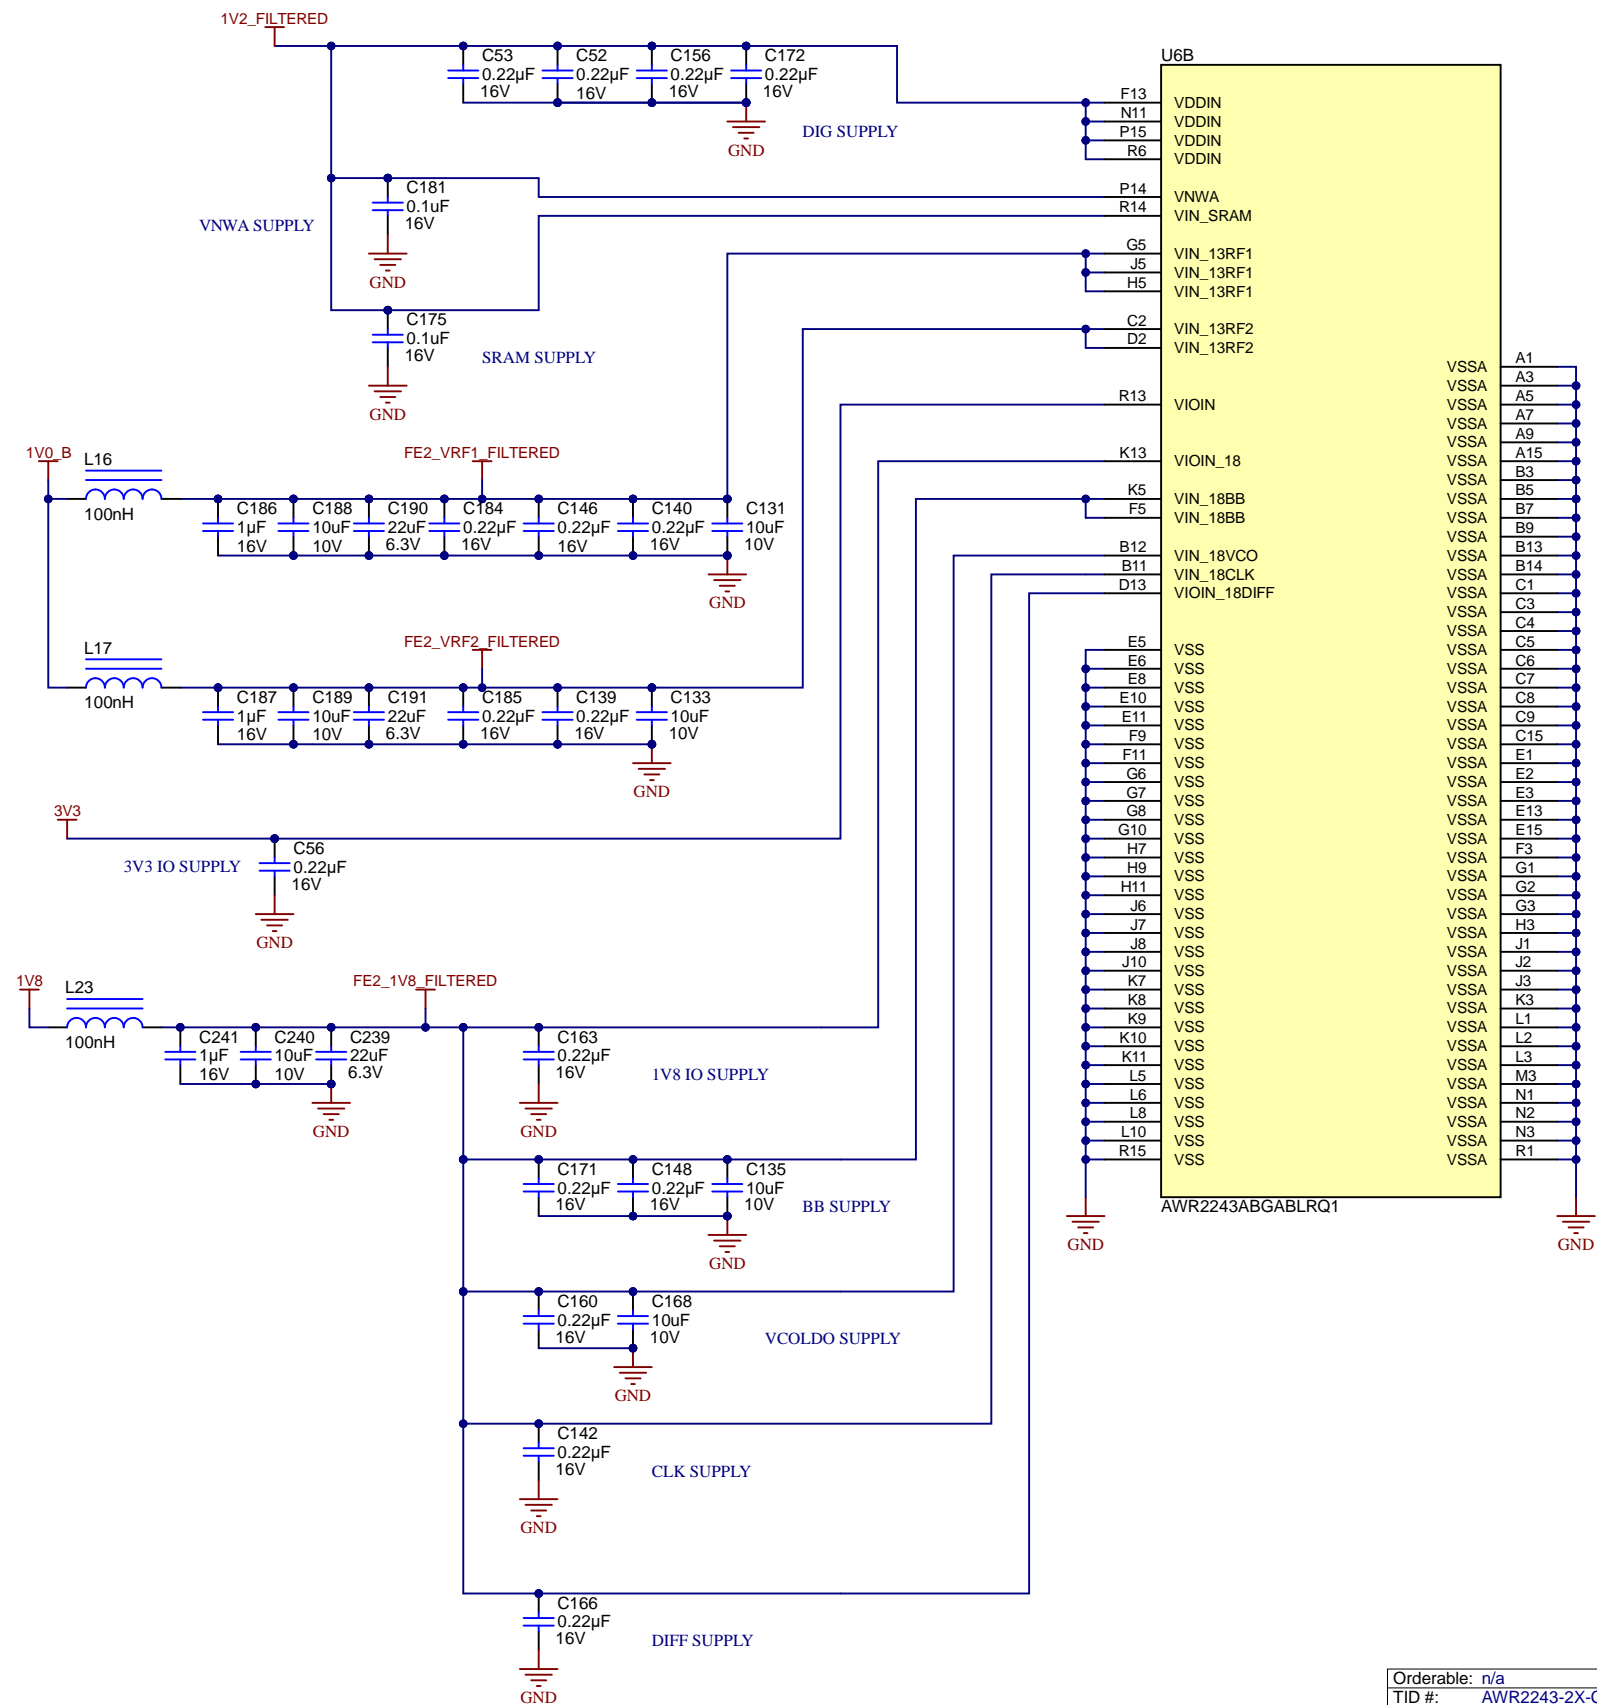 1V2_FILTERED
C53
0.22µF
16V
C52
0.22µF
16V
C156
0.22µF
16V
C172
0.22µF
16V
GND
DIG SUPPLY
C181
0.1uF
16V
GND
VNWA SUPPLY
C175
0.1uF
16V
GND
SRAM SUPPLY
1V0_B
L16
100nH
FE2_VRF1_FILTERED
C186
1µF
16V
C188
10uF
10V
C190
22uF
6.3V
C184
0.22µF
16V
C146
0.22µF
16V
C140
0.22µF
16V
C131
10uF
10V
GND
L17
100nH
FE2_VRF2_FILTERED
C187
1µF
16V
C189
10uF
10V
C191
22uF
6.3V
C185
0.22µF
16V
C139
0.22µF
16V
C133
10uF
10V
GND
3V3
3V3 IO SUPPLY
C56
0.22µF
16V
GND
1V8
L23
100nH
FE2_1V8_FILTERED
C241
1µF
16V
C240
10uF
10V
C239
22uF
6.3V
GND
C163
0.22µF
16V
GND
1V8 IO SUPPLY
C171
0.22µF
16V
C148
0.22µF
16V
C135
10uF
10V
GND
BB SUPPLY
C160
0.22µF
16V
C168
10uF
10V
GND
VCOLDO SUPPLY
C142
0.22µF
16V
GND
CLK SUPPLY
C166
0.22µF
16V
GND
DIFF SUPPLY
U6B
F13 VDDIN
N11 VDDIN
P15 VDDIN
R6 VDDIN
P14 VNWA
R14 VIN_SRAM
G5 VIN_13RF1
J5 VIN_13RF1
H5 VIN_13RF1
C2 VIN_13RF2
D2 VIN_13RF2
R13 VIOIN
K13 VIOIN_18
K5 VIN_18BB
F5 VIN_18BB
B12 VIN_18VCO
B11 VIN_18CLK
D13 VIOIN_18DIFF
E5 VSS
E6 VSS
E8 VSS
E10 VSS
E11 VSS
F9 VSS
F11 VSS
G6 VSS
G7 VSS
G8 VSS
G10 VSS
H7 VSS
H9 VSS
H11 VSS
J6 VSS
J7 VSS
J8 VSS
J10 VSS
K7 VSS
K8 VSS
K9 VSS
K10 VSS
K11 VSS
L5 VSS
L6 VSS
L8 VSS
L10 VSS
R15 VSS
GND
VSSA A1
VSSA A3
VSSA A5
VSSA A7
VSSA A9
VSSA A15
VSSA B3
VSSA B5
VSSA B7
VSSA B9
VSSA B13
VSSA B14
VSSA C1
VSSA C3
VSSA C4
VSSA C5
VSSA C6
VSSA C7
VSSA C8
VSSA C9
VSSA C15
VSSA E1
VSSA E2
VSSA E3
VSSA E13
VSSA E15
VSSA F3
VSSA G1
VSSA G2
VSSA G3
VSSA H3
VSSA J1
VSSA J2
VSSA J3
VSSA K3
VSSA L1
VSSA L2
VSSA L3
VSSA M3
VSSA N1
VSSA N2
VSSA N3
VSSA R1
GND
AWR2243ABGABLRQ1
Orderable: n/a
TID #: